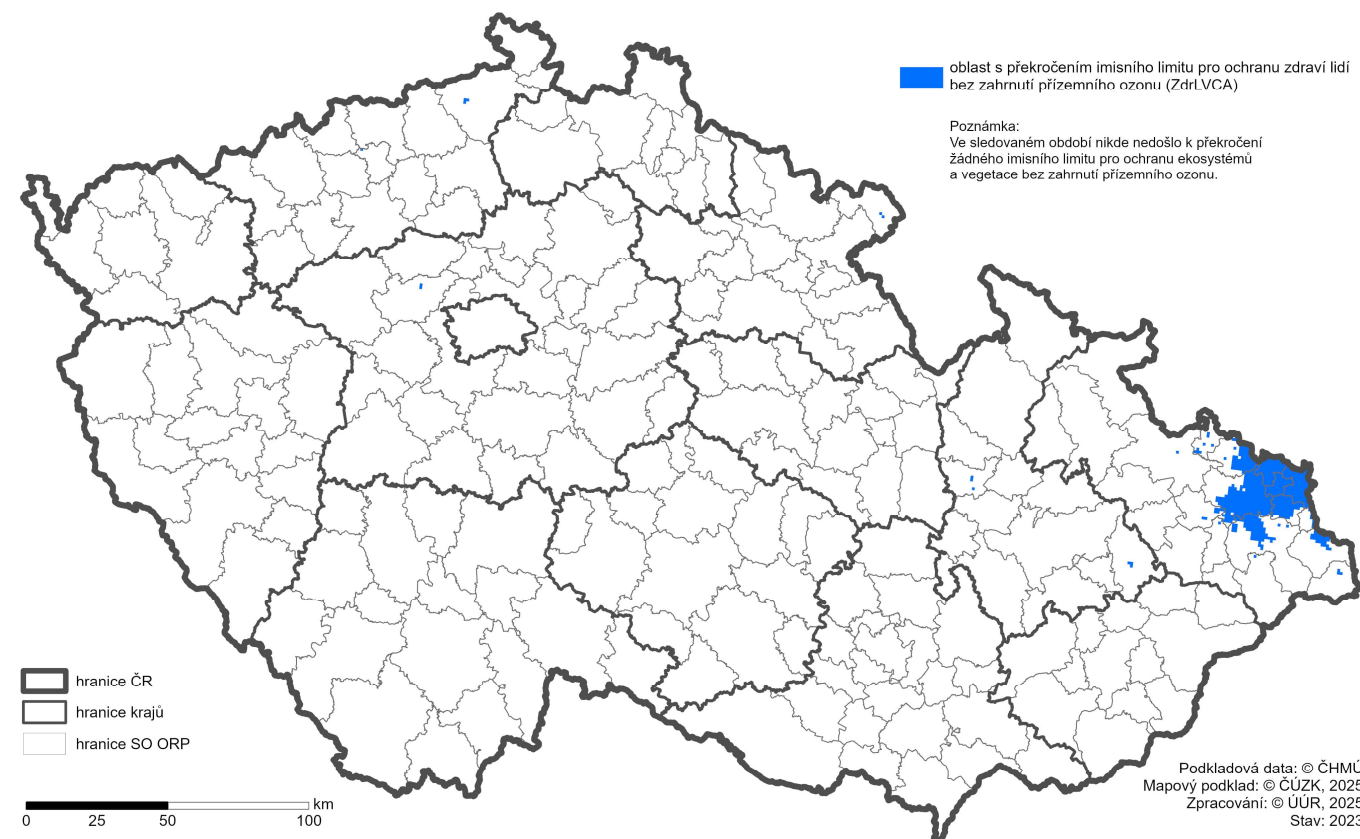 oblast s překročením imisního limitu pro ochranu zdraví lidí
bez zahrnutí přízemního ozonu (ZdrLVCA)
Poznámka:
Ve sledovaném období nikde nedošlo k překročení
žádného imisního limitu pro ochranu ekosystémů
a vegetace bez zahrnutí přízemního ozonu.
hranice ČR
hranice krajů
hranice SO ORP
km
0 25 50 100
Podkladová data: © ČHMÚ
Mapový podklad: © ČÚZK, 2025
Zpracování: © ÚÚR, 2025
Stav: 2023